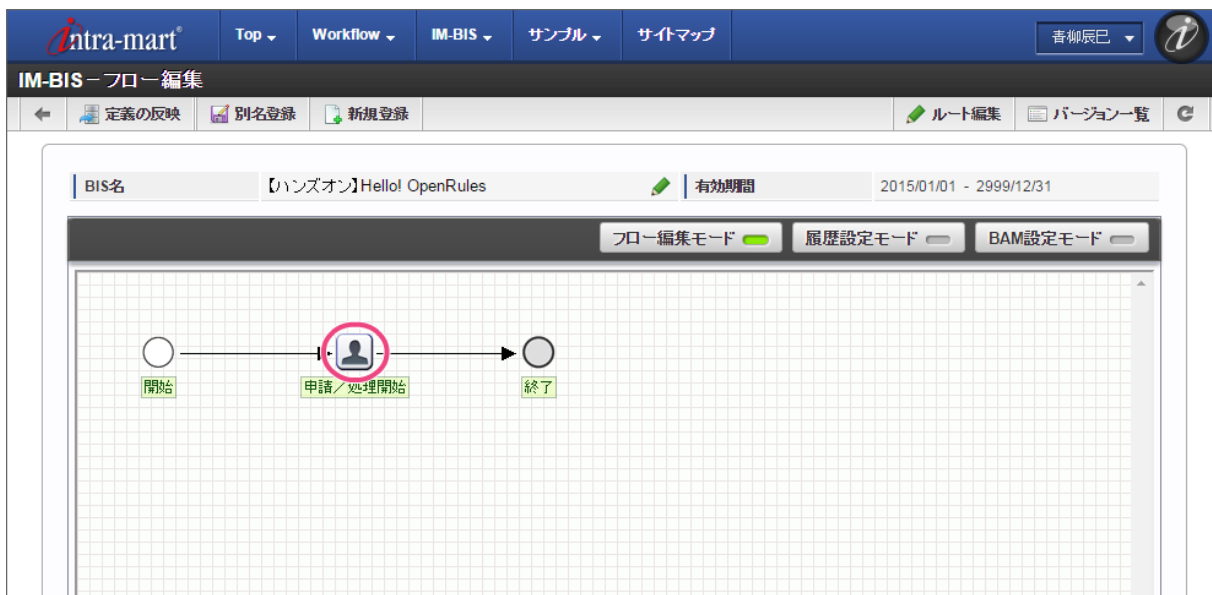 intra-mart® Top Workflow IM-BIS サンプル サイトマップ 青柳辰巳
IM-BIS－フロー編集
定義の反映 別名登録 新規登録 ルート編集 バージョン一覧
BIS名 【ハンズオン】Hello! OpenRules 有効期間 2015/01/01 - 2999/12/31
フロー編集モード 履歴設定モード BAM設定モード
開始 申請／処理開始 終了